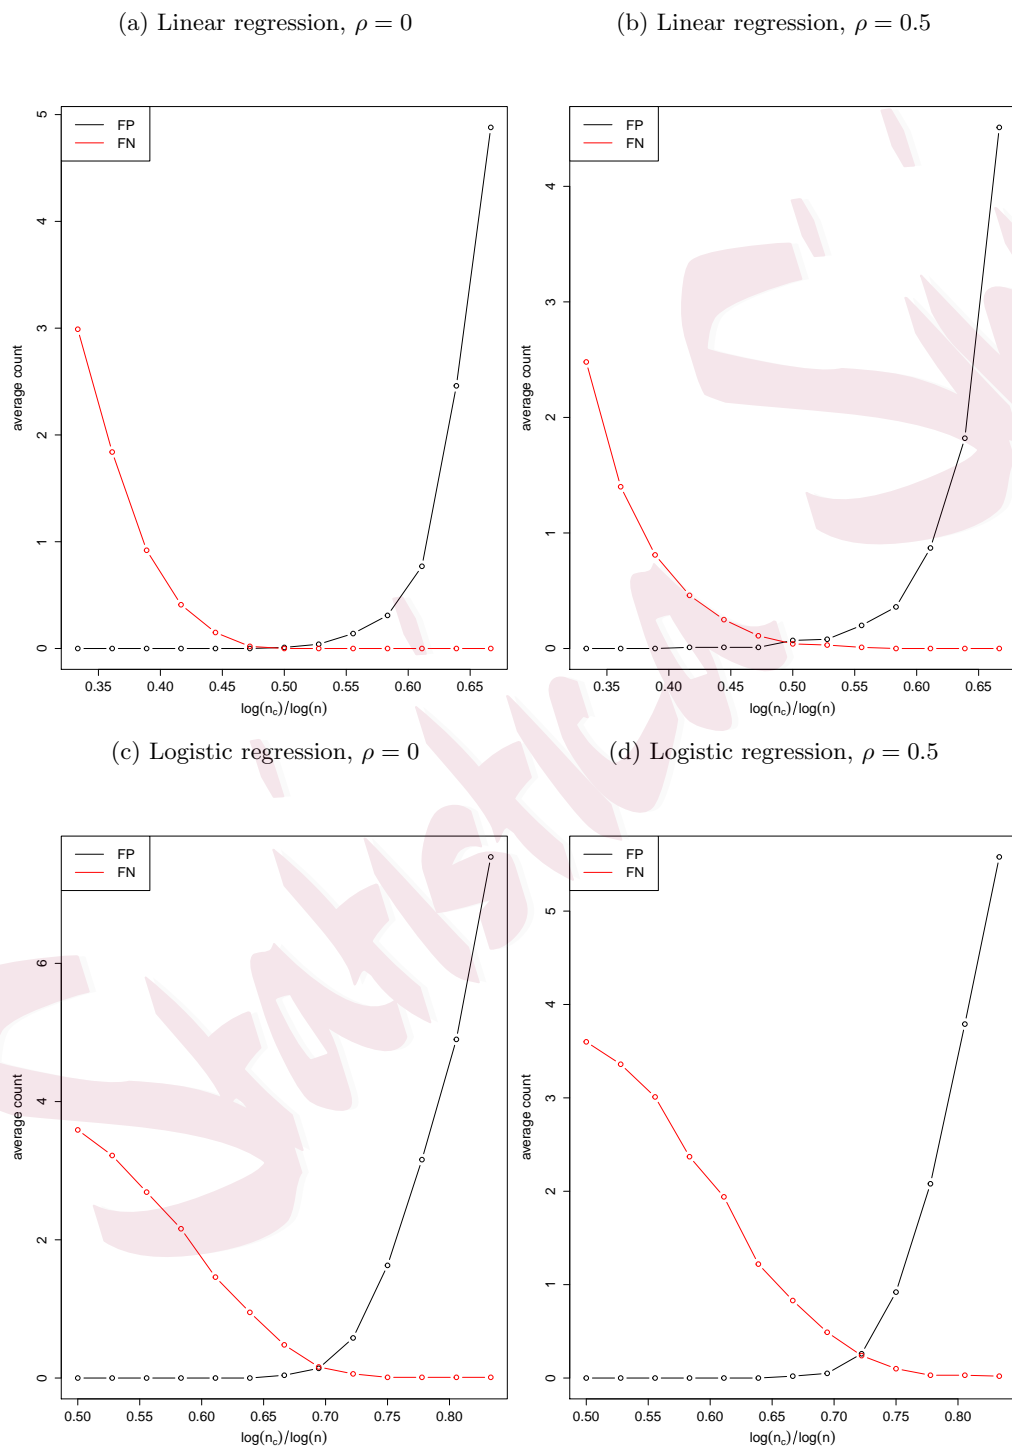 (a) Linear regression, ρ = 0
(b) Linear regression, ρ = 0.5
FP
FN
average count
0 1 2 3 4 5
0.35 0.40 0.45 0.50 0.55 0.60 0.65
log(n_c)/log(n)
FP
FN
average count
0 1 2 3 4
0.35 0.40 0.45 0.50 0.55 0.60 0.65
log(n_c)/log(n)
(c) Logistic regression, ρ = 0
(d) Logistic regression, ρ = 0.5
FP
FN
average count
0 2 4 6
0.50 0.55 0.60 0.65 0.70 0.75 0.80
log(n_c)/log(n)
FP
FN
average count
0 1 2 3 4 5
0.50 0.55 0.60 0.65 0.70 0.75 0.80
log(n_c)/log(n)
Statistica